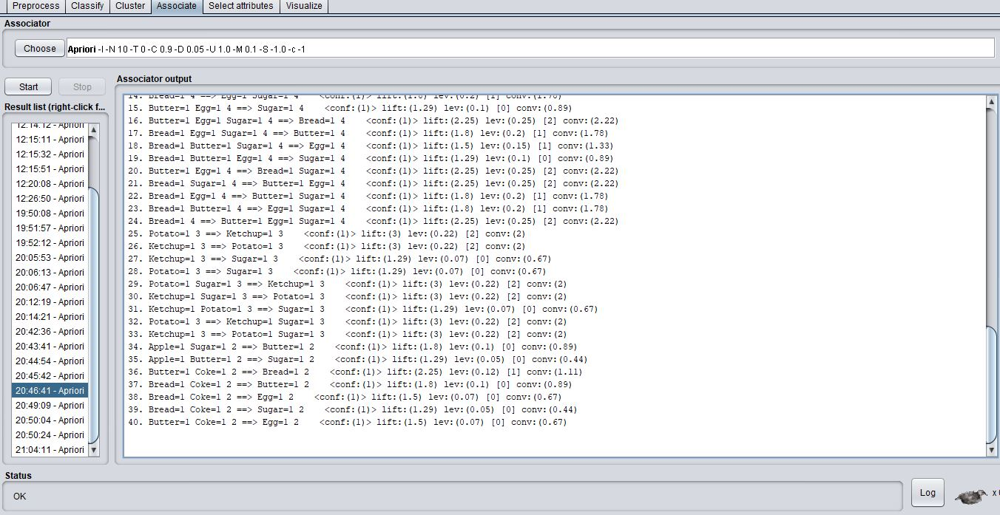 Preprocess Classify Cluster Associate Select attributes Visualize
Associator
Choose Apriori -I -N 10 -T 0 -C 0.9 -D 0.05 -U 1.0 -M 0.1 -S -1.0 -c -1
Start Stop
Result list (right-click f...
12:14:12 - Apriori
12:15:11 - Apriori
12:15:32 - Apriori
12:15:51 - Apriori
12:20:08 - Apriori
12:26:50 - Apriori
19:50:08 - Apriori
19:51:57 - Apriori
19:52:12 - Apriori
20:05:53 - Apriori
20:06:13 - Apriori
20:06:47 - Apriori
20:12:19 - Apriori
20:14:21 - Apriori
20:42:36 - Apriori
20:43:41 - Apriori
20:44:54 - Apriori
20:45:42 - Apriori
20:46:41 - Apriori
20:49:09 - Apriori
20:50:04 - Apriori
20:50:24 - Apriori
21:04:11 - Apriori
Associator output
14. Bread=1 4 ==> Egg=1 Sugar=1 4 <conf:(1)> lift:(1.8) lev:(0.2) [1] conv:(1.78)
15. Butter=1 Egg=1 4 ==> Sugar=1 4 <conf:(1)> lift:(1.29) lev:(0.1) [0] conv:(0.89)
16. Butter=1 Egg=1 Sugar=1 4 ==> Bread=1 4 <conf:(1)> lift:(2.25) lev:(0.25) [2] conv:(2.22)
17. Bread=1 Egg=1 Sugar=1 4 ==> Butter=1 4 <conf:(1)> lift:(1.8) lev:(0.2) [1] conv:(1.78)
18. Bread=1 Butter=1 Sugar=1 4 ==> Egg=1 4 <conf:(1)> lift:(1.5) lev:(0.15) [1] conv:(1.33)
19. Bread=1 Butter=1 Egg=1 4 ==> Sugar=1 4 <conf:(1)> lift:(1.29) lev:(0.1) [0] conv:(0.89)
20. Butter=1 Egg=1 4 ==> Bread=1 Sugar=1 4 <conf:(1)> lift:(2.25) lev:(0.25) [2] conv:(2.22)
21. Bread=1 Sugar=1 4 ==> Butter=1 Egg=1 4 <conf:(1)> lift:(2.25) lev:(0.25) [2] conv:(2.22)
22. Bread=1 Egg=1 4 ==> Butter=1 Sugar=1 4 <conf:(1)> lift:(1.8) lev:(0.2) [1] conv:(1.78)
23. Bread=1 Butter=1 4 ==> Egg=1 Sugar=1 4 <conf:(1)> lift:(1.8) lev:(0.2) [1] conv:(1.78)
24. Bread=1 4 ==> Butter=1 Egg=1 Sugar=1 4 <conf:(1)> lift:(2.25) lev:(0.25) [2] conv:(2.22)
25. Potato=1 3 ==> Ketchup=1 3 <conf:(1)> lift:(3) lev:(0.22) [2] conv:(2)
26. Ketchup=1 3 ==> Potato=1 3 <conf:(1)> lift:(3) lev:(0.22) [2] conv:(2)
27. Ketchup=1 3 ==> Sugar=1 3 <conf:(1)> lift:(1.29) lev:(0.07) [0] conv:(0.67)
28. Potato=1 3 ==> Sugar=1 3 <conf:(1)> lift:(1.29) lev:(0.07) [0] conv:(0.67)
29. Potato=1 Sugar=1 3 ==> Ketchup=1 3 <conf:(1)> lift:(3) lev:(0.22) [2] conv:(2)
30. Ketchup=1 Sugar=1 3 ==> Potato=1 3 <conf:(1)> lift:(3) lev:(0.22) [2] conv:(2)
31. Ketchup=1 Potato=1 3 ==> Sugar=1 3 <conf:(1)> lift:(1.29) lev:(0.07) [0] conv:(0.67)
32. Potato=1 3 ==> Ketchup=1 Sugar=1 3 <conf:(1)> lift:(3) lev:(0.22) [2] conv:(2)
33. Ketchup=1 3 ==> Potato=1 Sugar=1 3 <conf:(1)> lift:(3) lev:(0.22) [2] conv:(2)
34. Apple=1 Sugar=1 2 ==> Butter=1 2 <conf:(1)> lift:(1.8) lev:(0.1) [0] conv:(0.89)
35. Apple=1 Butter=1 2 ==> Sugar=1 2 <conf:(1)> lift:(1.29) lev:(0.05) [0] conv:(0.44)
36. Butter=1 Coke=1 2 ==> Bread=1 2 <conf:(1)> lift:(2.25) lev:(0.12) [1] conv:(1.11)
37. Bread=1 Coke=1 2 ==> Butter=1 2 <conf:(1)> lift:(1.8) lev:(0.1) [0] conv:(0.89)
38. Bread=1 Coke=1 2 ==> Egg=1 2 <conf:(1)> lift:(1.5) lev:(0.07) [0] conv:(0.67)
39. Bread=1 Coke=1 2 ==> Sugar=1 2 <conf:(1)> lift:(1.29) lev:(0.05) [0] conv:(0.44)
40. Butter=1 Coke=1 2 ==> Egg=1 2 <conf:(1)> lift:(1.5) lev:(0.07) [0] conv:(0.67)
Status
OK
Log
x